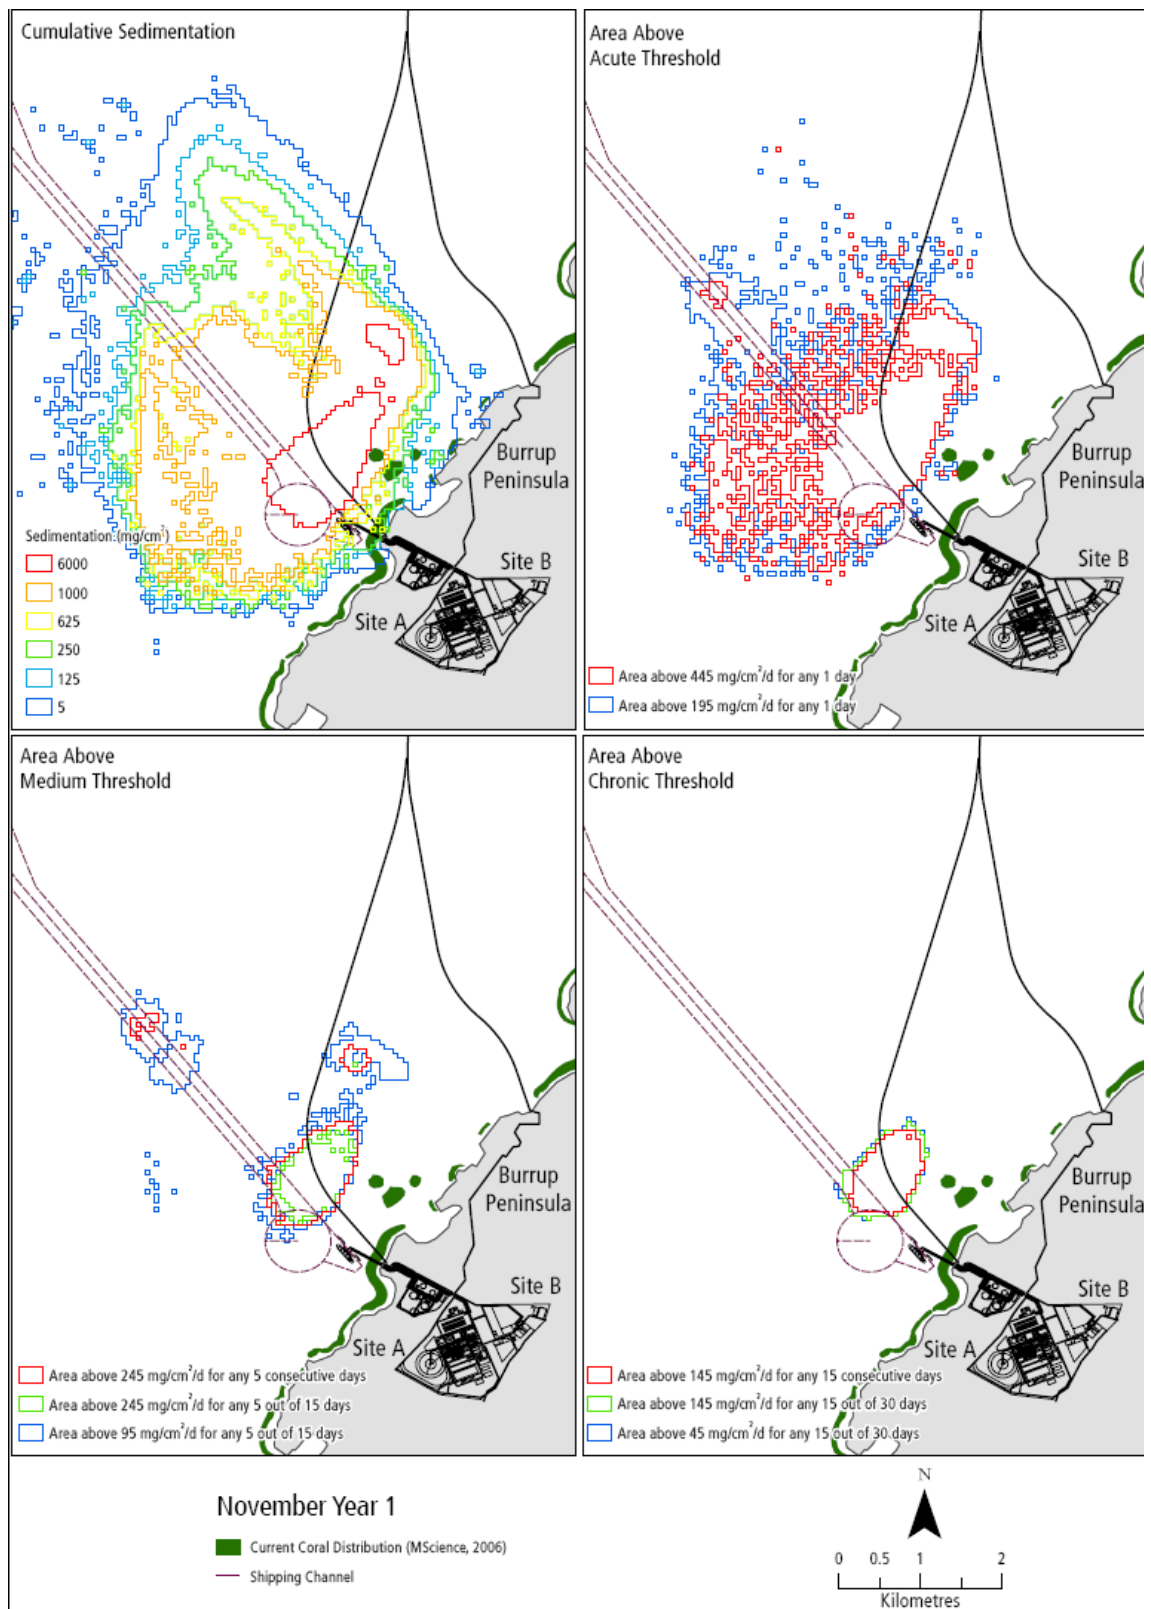 Cumulative Sedimentation
Burrup
Peninsula
Site B
Site A
Sedimentation (mg/cm²)
6000
1000
625
250
125
5
Area Above
Acute Threshold
Burrup
Peninsula
Site B
Site A
Area above 445 mg/cm²/d for any 1 day
Area above 195 mg/cm²/d for any 1 day
Area Above
Medium Threshold
Burrup
Peninsula
Site B
Site A
Area above 245 mg/cm²/d for any 5 consecutive days
Area above 245 mg/cm²/d for any 5 out of 15 days
Area above 95 mg/cm²/d for any 5 out of 15 days
Area Above
Chronic Threshold
Burrup
Peninsula
Site B
Site A
Area above 145 mg/cm²/d for any 15 consecutive days
Area above 145 mg/cm²/d for any 15 out of 30 days
Area above 45 mg/cm²/d for any 15 out of 30 days
November Year 1
Current Coral Distribution (MScience, 2006)
Shipping Channel
N
0 0.5 1 2
Kilometres